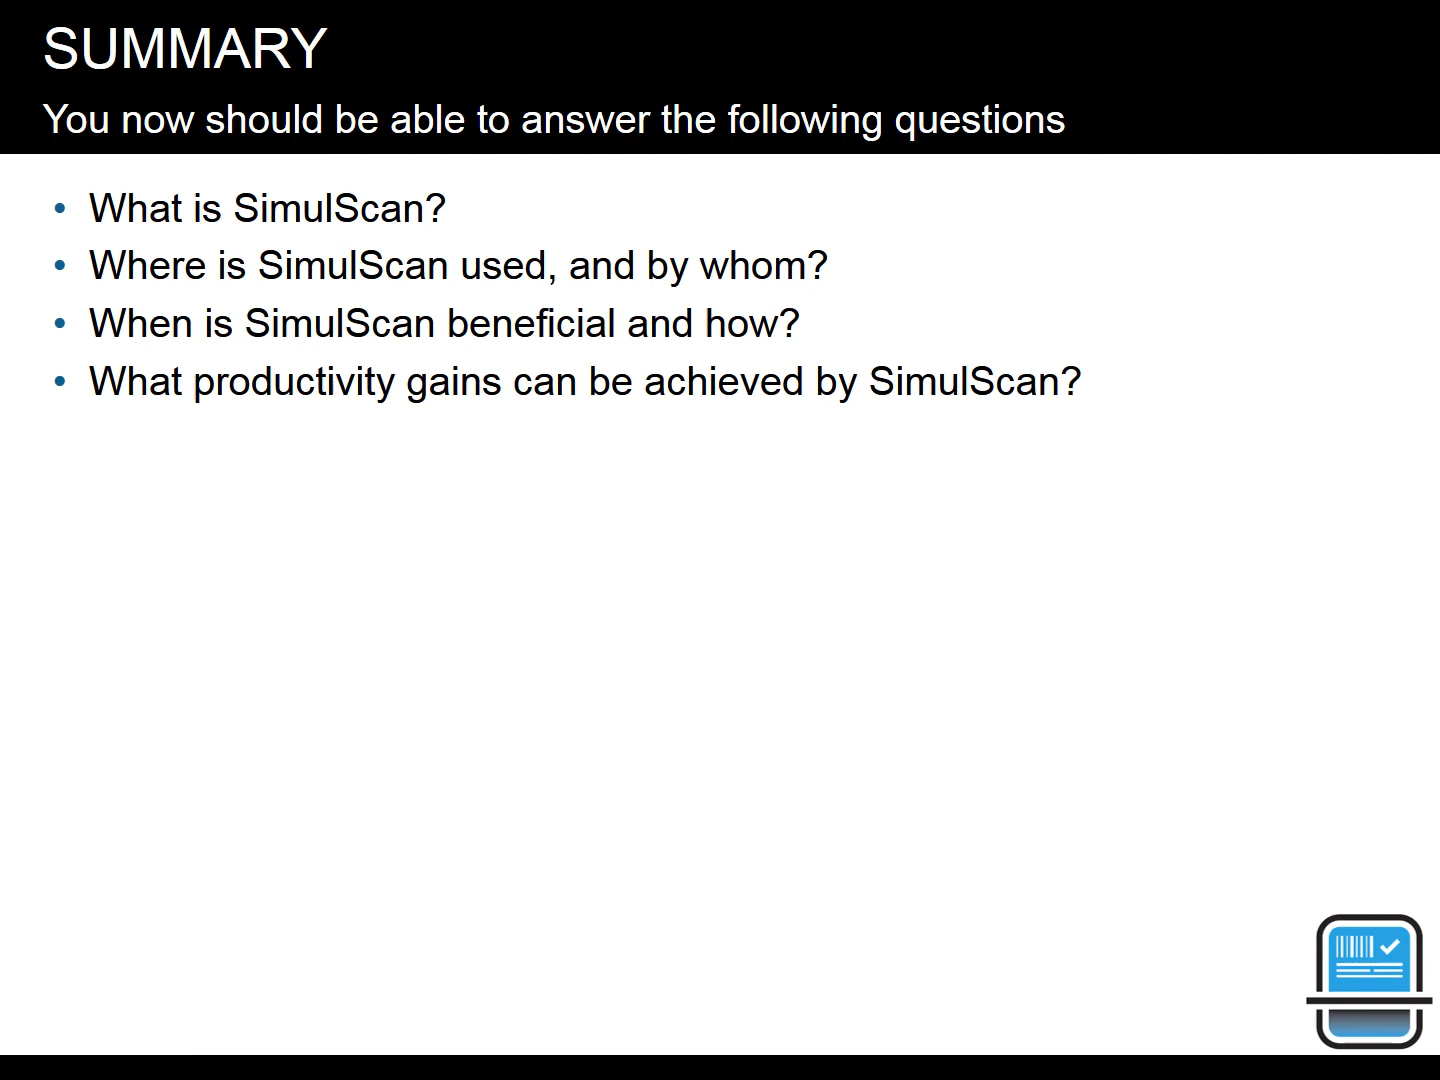 SUMMARY
You now should be able to answer the following questions
• What is SimulScan?
• Where is SimulScan used, and by whom?
• When is SimulScan beneficial and how?
• What productivity gains can be achieved by SimulScan?